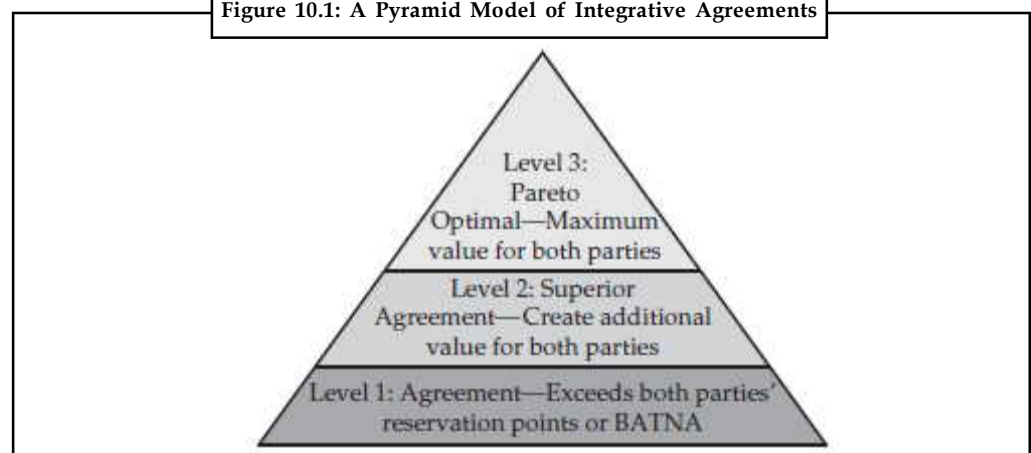 Figure 10.1: A Pyramid Model of Integrative Agreements
Level 3:
Pareto
Optimal—Maximum
value for both parties
Level 2: Superior
Agreement—Create additional
value for both parties
Level 1: Agreement—Exceeds both parties'
reservation points or BATNA